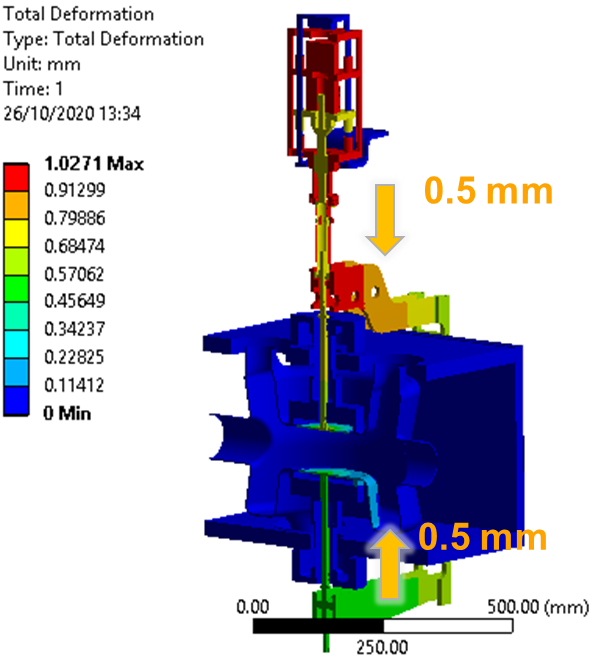 Total Deformation
Type: Total Deformation
Unit: mm
Time: 1
26/10/2020 13:34
1.0271 Max
0.91299
0.79886
0.68474
0.57062
0.45649
0.34237
0.22825
0.11412
0 Min
0.5 mm
0.5 mm
0.00
500.00 (mm)
250.00